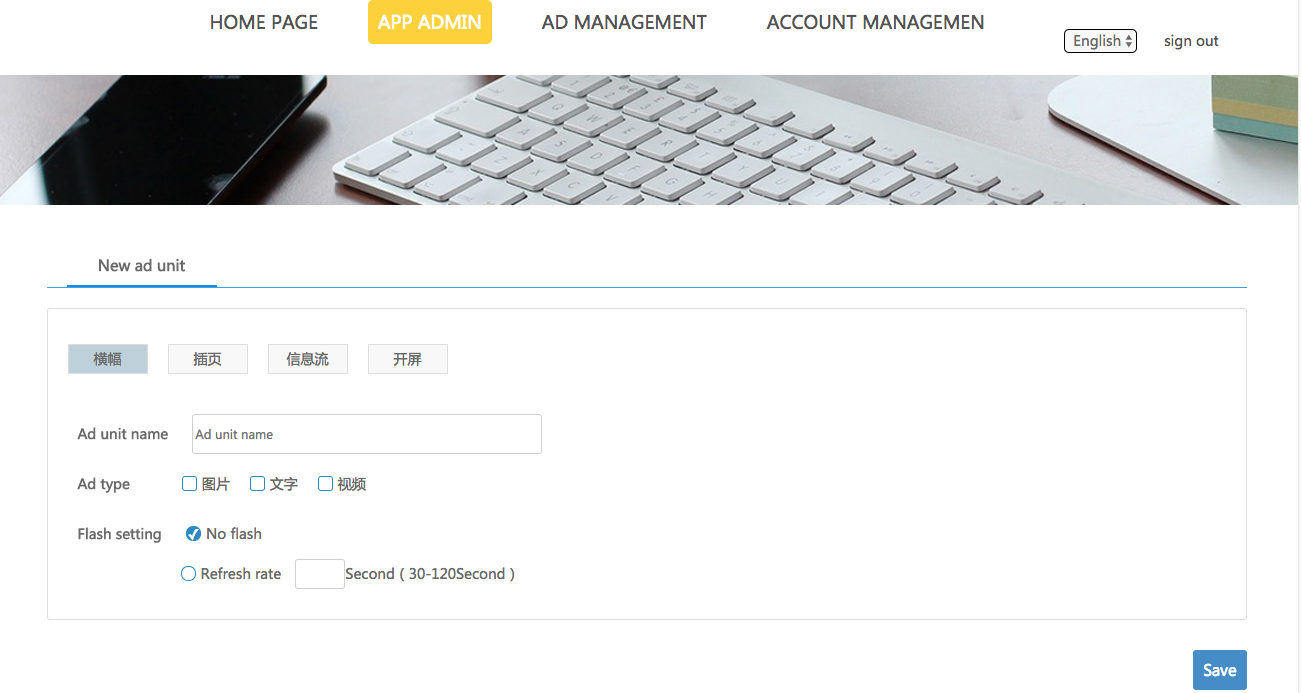 HOME PAGE APP ADMIN AD MANAGEMENT ACCOUNT MANAGEMEN
English sign out
New ad unit
横幅 插页 信息流 开屏
Ad unit name Ad unit name
Ad type 图片 文字 视频
Flash setting No flash
Refresh rate Second ( 30-120Second )
Save